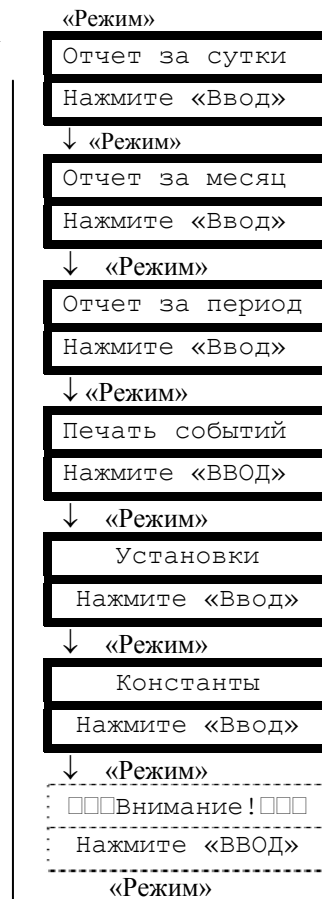 «Режим»
Отчет за сутки
Нажмите «Ввод»
↓ «Режим»
Отчет за месяц
Нажмите «Ввод»
↓ «Режим»
Отчет за период
Нажмите «Ввод»
↓ «Режим»
Печать событий
Нажмите «ВВОД»
↓ «Режим»
Установки
Нажмите «Ввод»
↓ «Режим»
Константы
Нажмите «Ввод»
↓ «Режим»
□□□Внимание!□□□
Нажмите «ВВОД»
«Режим»